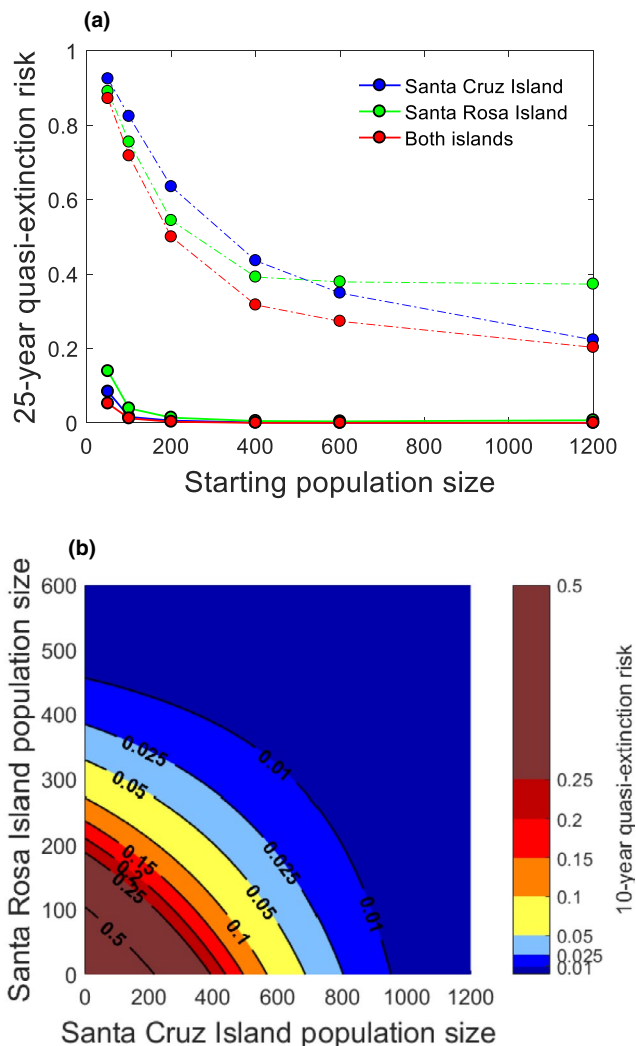 (a)
1
0.8
0.6
0.4
0.2
0
25-year quasi-extinction risk
Santa Cruz Island
Santa Rosa Island
Both islands
0 200 400 600 800 1000 1200
Starting population size
(b)
600
500
400
300
200
100
0
Santa Rosa Island population size
0.01
0.025
0.05
0.15
0.2
0.25
0.5
0.1
0.05
0.025
0.01
0 200 400 600 800 1000 1200
Santa Cruz Island population size
0.5
0.25
0.2
0.15
0.1
0.05
0.025
0.01
10-year quasi-extinction risk